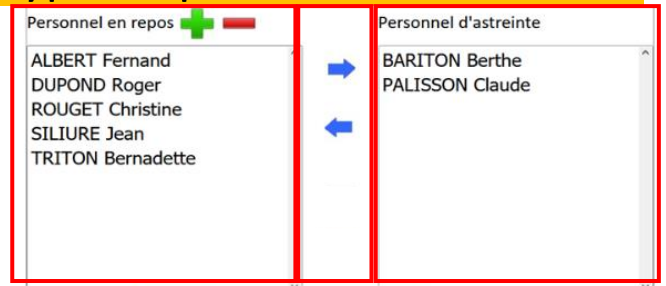 Personnel en repos
ALBERT Fernand
DUPOND Roger
ROUGET Christine
SILIURE Jean
TRITON Bernadette
Personnel d'astreinte
BARITON Berthe
PALISSON Claude